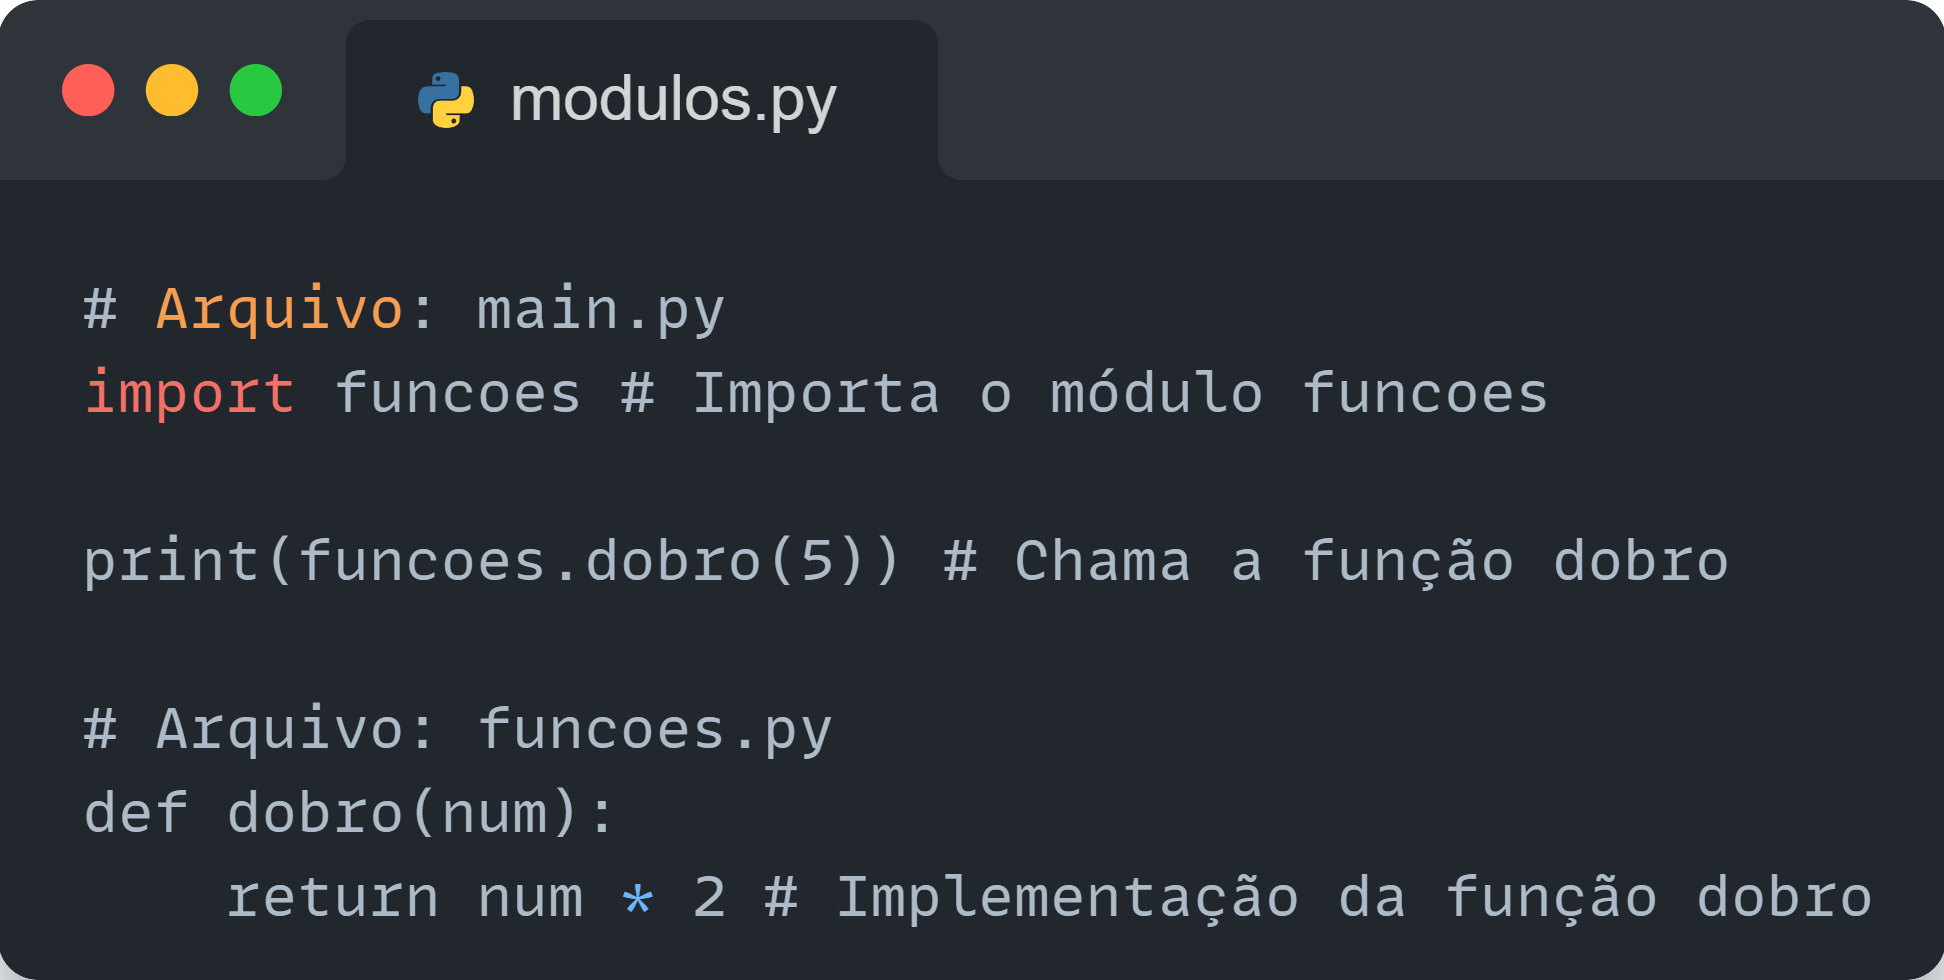 modulos.py
# Arquivo: main.py
import funcoes # Importa o módulo funcoes
print(funcoes.dobro(5)) # Chama a função dobro
# Arquivo: funcoes.py
def dobro(num):
    return num * 2 # Implementação da função dobro